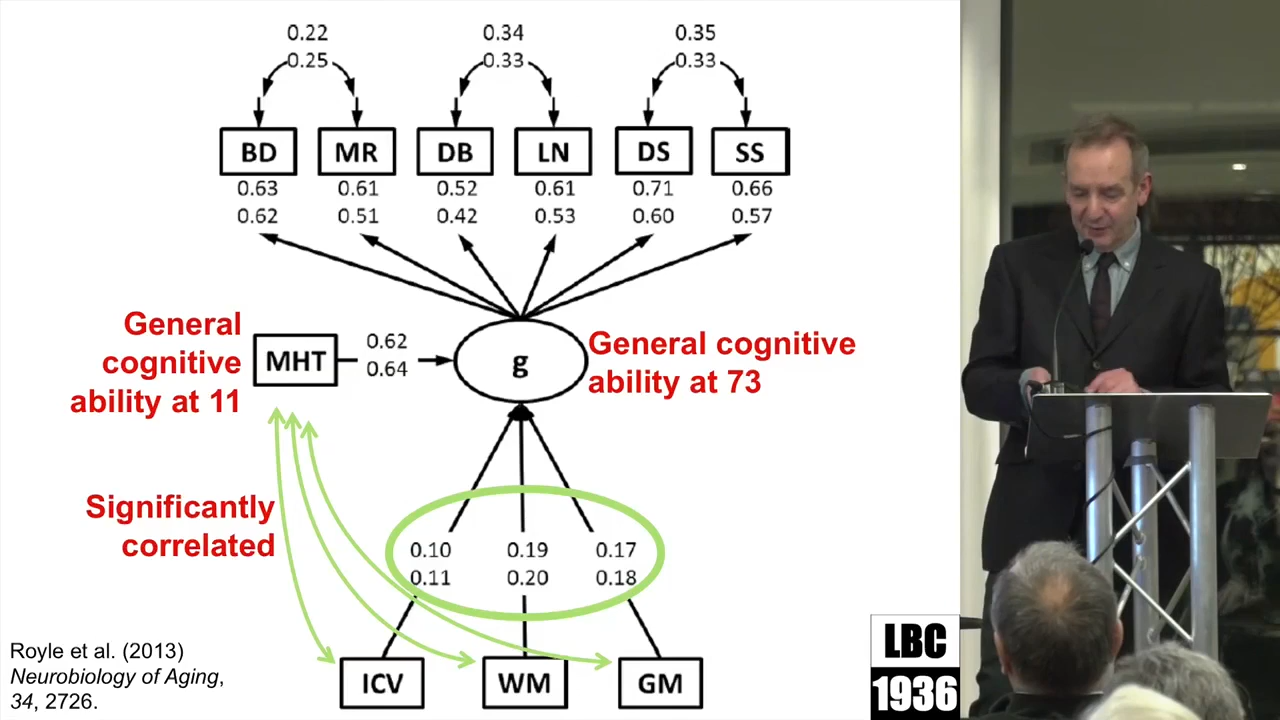 0.22 0.34 0.35
0.25 0.33 0.33
BD MR DB LN DS SS
0.63 0.61 0.52 0.61 0.71 0.66
0.62 0.51 0.42 0.53 0.60 0.57
General
cognitive
ability at 11
MHT
0.62
0.64
g
General cognitive
ability at 73
Significantly
correlated
0.10 0.19 0.17
0.11 0.20 0.18
ICV WM GM
Royle et al. (2013)
Neurobiology of Aging,
34, 2726.
LBC
1936